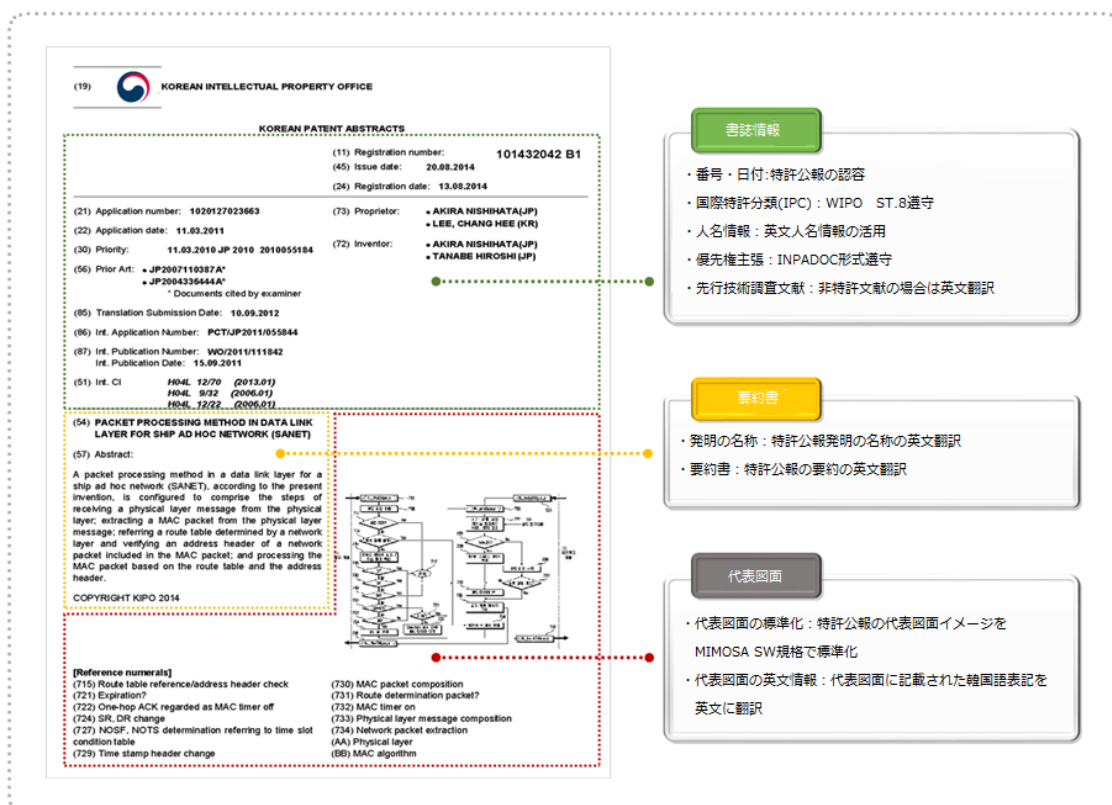 (19) KOREAN INTELLECTUAL PROPERTY OFFICE
KOREAN PATENT ABSTRACTS
(11) Registration number: 101432042 B1
(45) Issue date: 20.08.2014
(24) Registration date: 13.08.2014
(21) Application number: 1020127023663
(22) Application date: 11.03.2011
(30) Priority: 11.03.2010 JP 2010 2010055184
(56) Prior Art: • JP2007110387A*
• JP2004336444A*
* Documents cited by examiner
(85) Translation Submission Date: 10.09.2012
(86) Int. Application Number: PCT/JP2011/055844
(87) Int. Publication Number: WO/2011/111842
Int. Publication Date: 15.09.2011
(51) Int. CI H04L 12/70 (2013.01)
H04L 9/32 (2006.01)
H04L 12/22 (2006.01)
(73) Proprietor: • AKIRA NISHIHATA(JP)
• LEE, CHANG HEE (KR)
(72) Inventor: • AKIRA NISHIHATA(JP)
• TANABE HIROSHI(JP)
(54) PACKET PROCESSING METHOD IN DATA LINK
LAYER FOR SHIP AD HOC NETWORK (SANET)
(57) Abstract:
A packet processing method in a data link layer for a
ship ad hoc network (SANET), according to the present
invention, is configured to comprise the steps of
receiving a physical layer message from the physical
layer; extracting a MAC packet from the physical layer
message; referring a route table determined by a network
layer and verifying an address header of a network
packet included in the MAC packet; and processing the
MAC packet based on the route table and the address
header.
COPYRIGHT KIPO 2014
[Reference numerals]
(715) Route table reference/address header check
(721) Expiration?
(722) One-hop ACK regarded as MAC timer off
(724) SR, DR change
(727) NOSF, NOTS determination referring to time slot
condition table
(729) Time stamp header change
(730) MAC packet composition
(731) Route determination packet?
(732) MAC timer on
(733) Physical layer message composition
(734) Network packet extraction
(AA) Physical layer
(BB) MAC algorithm
書誌情報
・番号・日付:特許公報の認容
・国際特許分類(IPC)：WIPO ST.8遵守
・人名情報：英文人名情報の活用
・優先権主張：INPADOC形式遵守
・先行技術調査文献：非特許文献の場合は英文翻訳
要約書
・発明の名称：特許公報発明の名称の英文翻訳
・要約書：特許公報の要約の英文翻訳
代表図面
・代表図面の標準化：特許公報の代表図面イメージを
MIMOSA SW規格で標準化
・代表図面の英文情報：代表図面に記載された韓国語表記を
英文に翻訳